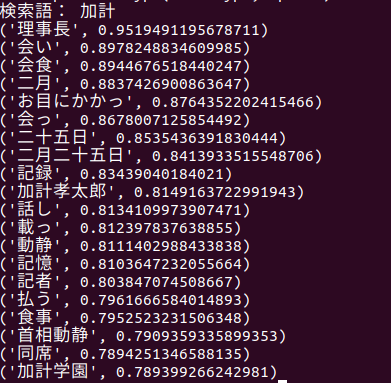 検索語： 加計
('理事長', 0.9519491195678711)
('会い', 0.8978248834609985)
('会食', 0.8944676518440247)
('二月', 0.8837426900863647)
('お目にかかっ', 0.8764352202415466)
('会っ', 0.8678007125854492)
('二十五日', 0.8535436391830444)
('二月二十五日', 0.8413933515548706)
('記録', 0.83439040184021)
('加計孝太郎', 0.8149163722991943)
('話し', 0.8134109973907471)
('載っ', 0.812397837638855)
('動静', 0.8111402988433838)
('記憶', 0.8103647232055664)
('記者', 0.803847074508667)
('払う', 0.7961666584014893)
('食事', 0.7952523231506348)
('首相動静', 0.7909359335899353)
('同席', 0.7894251346588135)
('加計学園', 0.789399266242981)